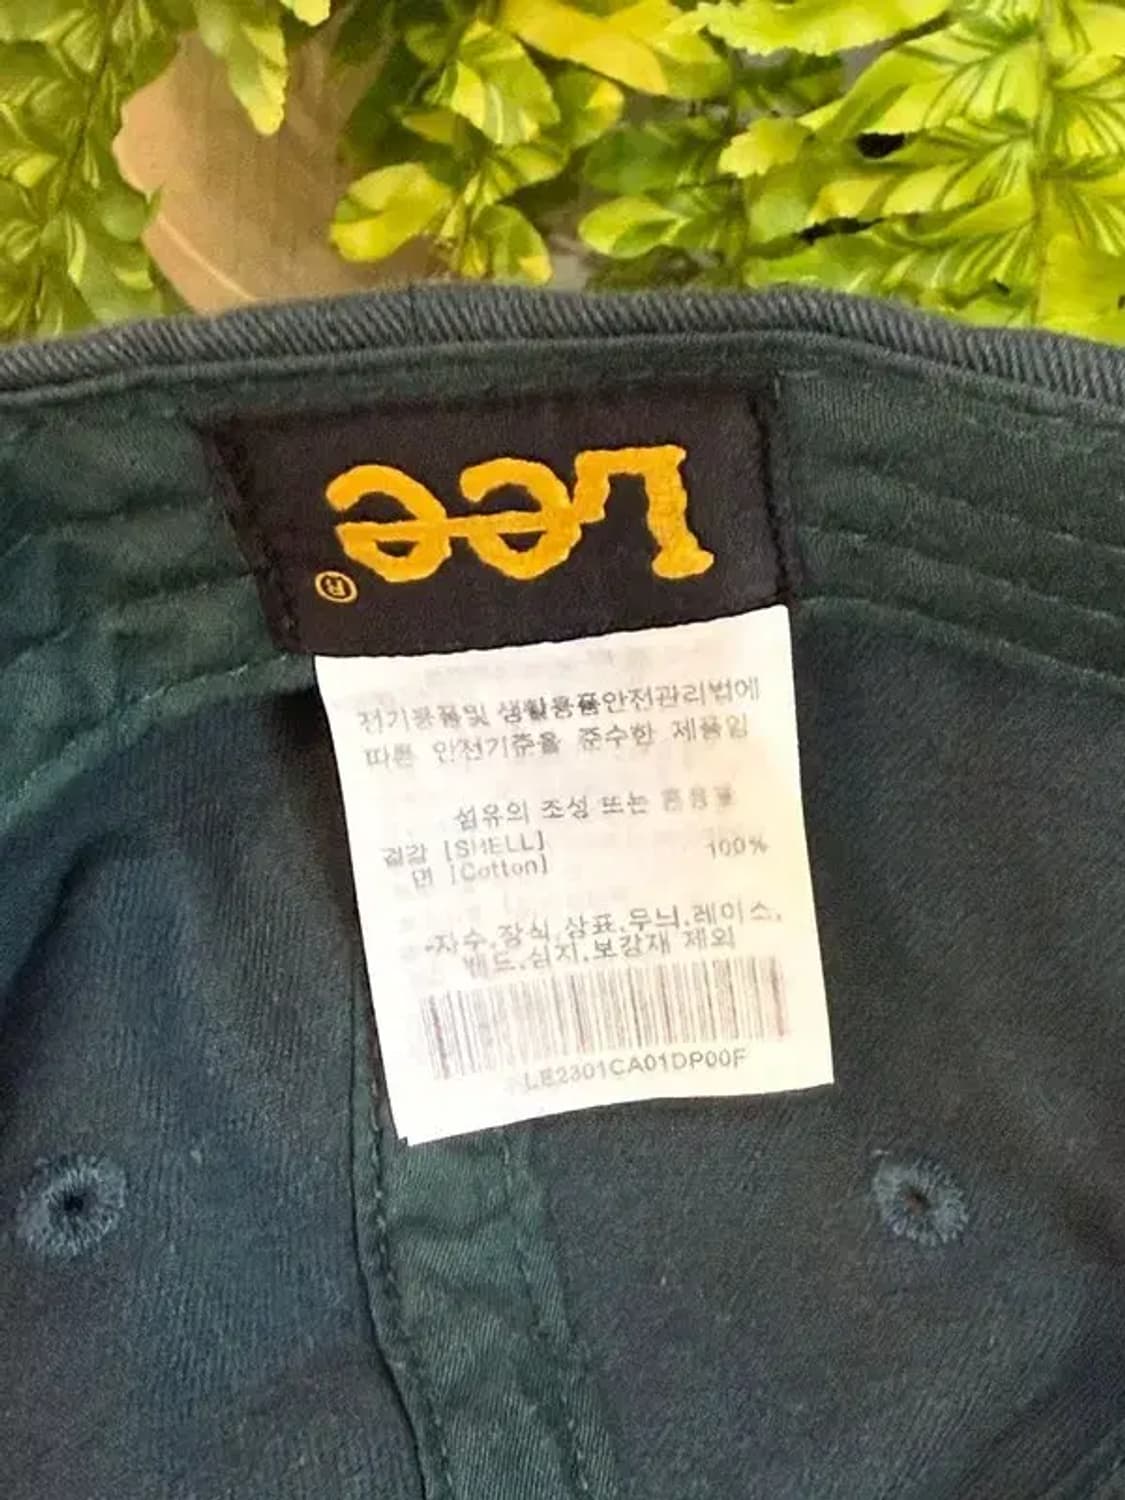 Lee
®
전기용품및 생활용품안전관리법에
따른 안전기준을 준수한 제품임
섬유의 조성 또는 혼용율
겉감 [SHELL]
면 [Cotton] 100%
-자수.장식.상표.무늬.레이스.
밴드.심지.보강재 제외
LE2301CA01DP00F